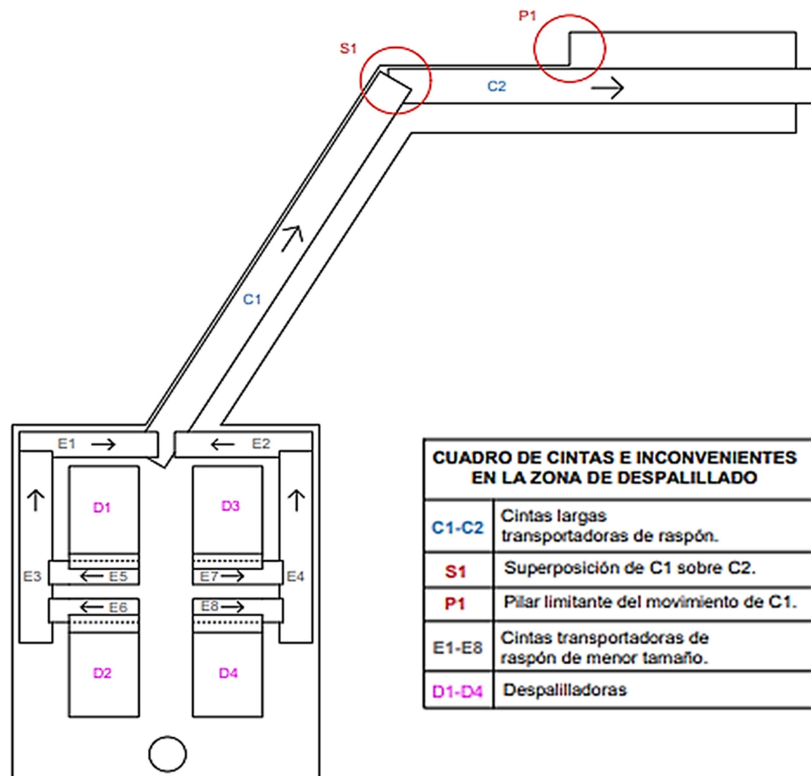 P1
S1
C2
C1
E1
E2
D1
D3
E3
E5
E7
E4
E6
E8
D2
D4
CUADRO DE CINTAS E INCONVENIENTES
EN LA ZONA DE DESPALILLADO
C1-C2
Cintas largas
transportadoras de raspón.
S1
Superposición de C1 sobre C2.
P1
Pilar limitante del movimiento de C1.
E1-E8
Cintas transportadoras de
raspón de menor tamaño.
D1-D4
Despalilladoras